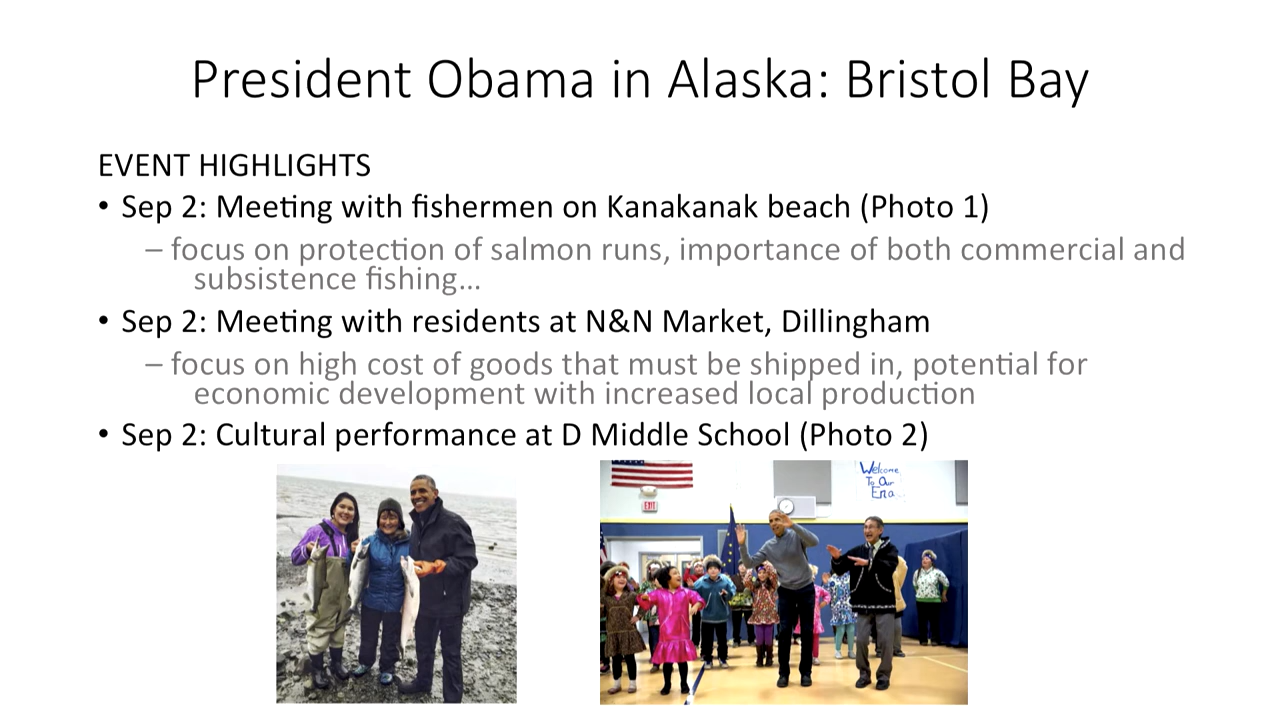 President Obama in Alaska: Bristol Bay
EVENT HIGHLIGHTS
• Sep 2: Meeting with fishermen on Kanakanak beach (Photo 1)
– focus on protection of salmon runs, importance of both commercial and
subsistence fishing...
• Sep 2: Meeting with residents at N&N Market, Dillingham
– focus on high cost of goods that must be shipped in, potential for
economic development with increased local production
• Sep 2: Cultural performance at D Middle School (Photo 2)
Welcome
To Our
Ena
EXIT